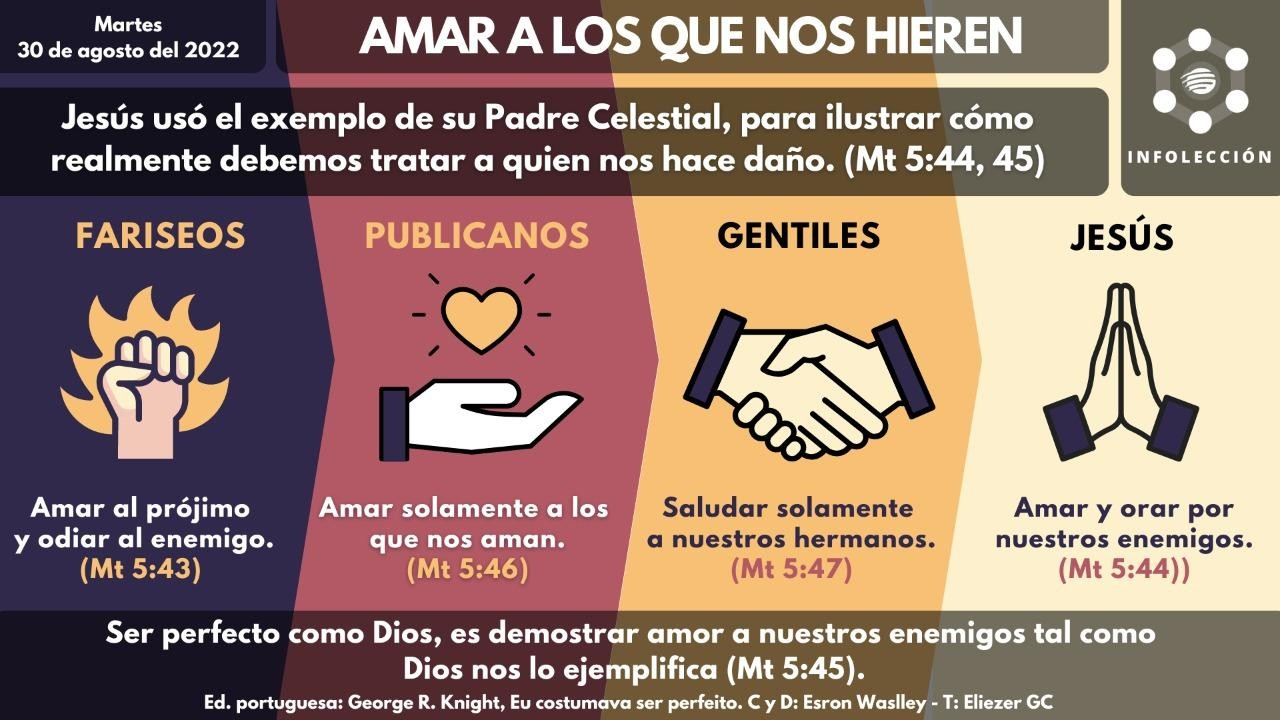 Martes
30 de agosto del 2022
AMAR A LOS QUE NOS HIEREN
INFOLECCIÓN
Jesús usó el exemplo de su Padre Celestial, para ilustrar cómo
realmente debemos tratar a quien nos hace daño. (Mt 5:44, 45)
FARISEOS
Amar al prójimo
y odiar al enemigo.
(Mt 5:43)
PUBLICANOS
Amar solamente a los
que nos aman.
(Mt 5:46)
GENTILES
Saludar solamente
a nuestros hermanos.
(Mt 5:47)
JESÚS
Amar y orar por
nuestros enemigos.
(Mt 5:44))
Ser perfecto como Dios, es demostrar amor a nuestros enemigos tal como
Dios nos lo ejemplifica (Mt 5:45).
Ed. portuguesa: George R. Knight, Eu costumava ser perfeito. C y D: Esron Waslley - T: Eliezer GC